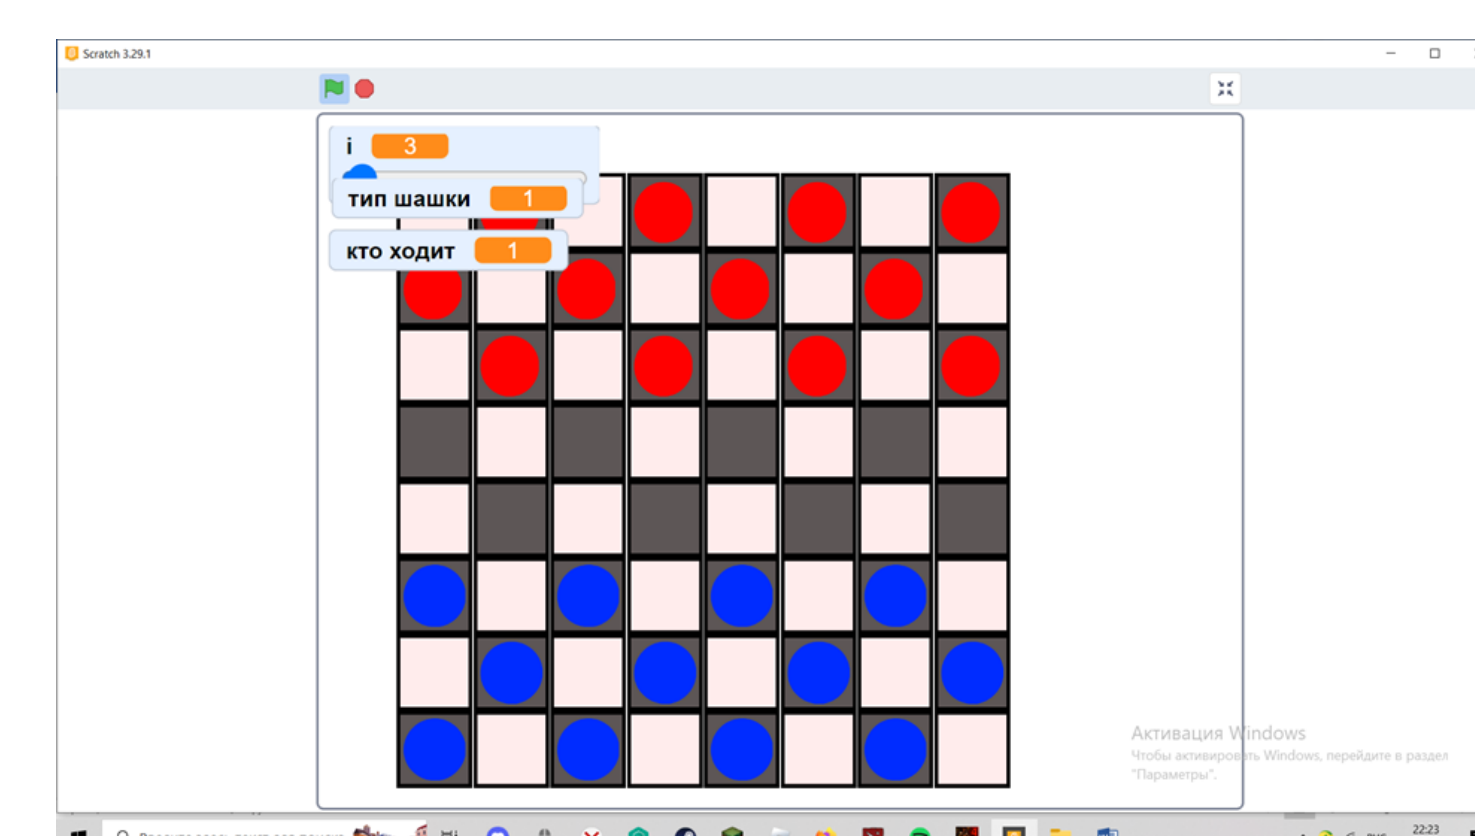 Scratch 3.29.1
i 3
тип шашки 1
кто ходит 1
Активация Windows
Чтобы активировать Windows, перейдите в раздел
"Параметры".
22:23